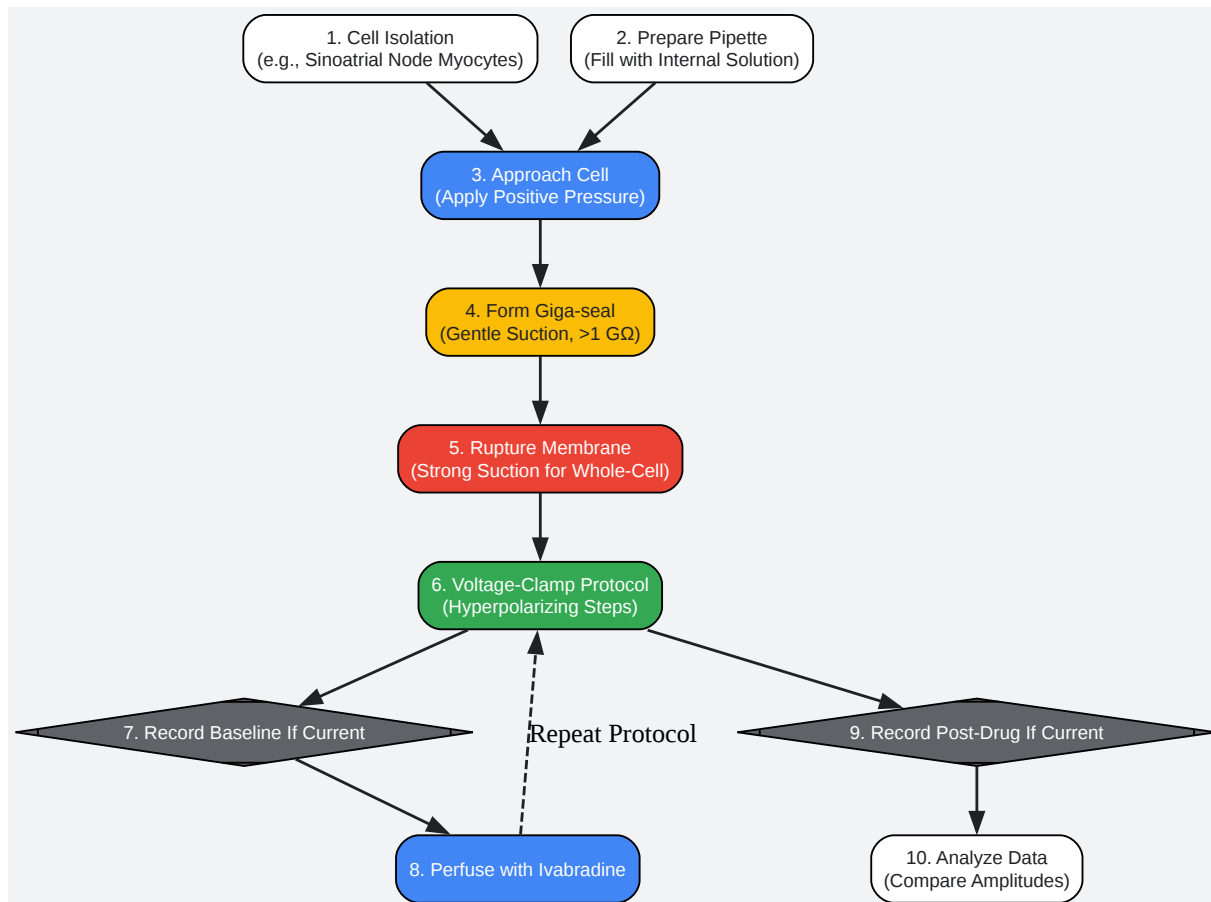 1. Cell Isolation
(e.g., Sinoatrial Node Myocytes)
2. Prepare Pipette
(Fill with Internal Solution)
3. Approach Cell
(Apply Positive Pressure)
4. Form Giga-seal
(Gentle Suction, >1 GΩ)
5. Rupture Membrane
(Strong Suction for Whole-Cell)
6. Voltage-Clamp Protocol
(Hyperpolarizing Steps)
7. Record Baseline If Current
Repeat Protocol
9. Record Post-Drug If Current
8. Perfuse with Ivabradine
10. Analyze Data
(Compare Amplitudes)